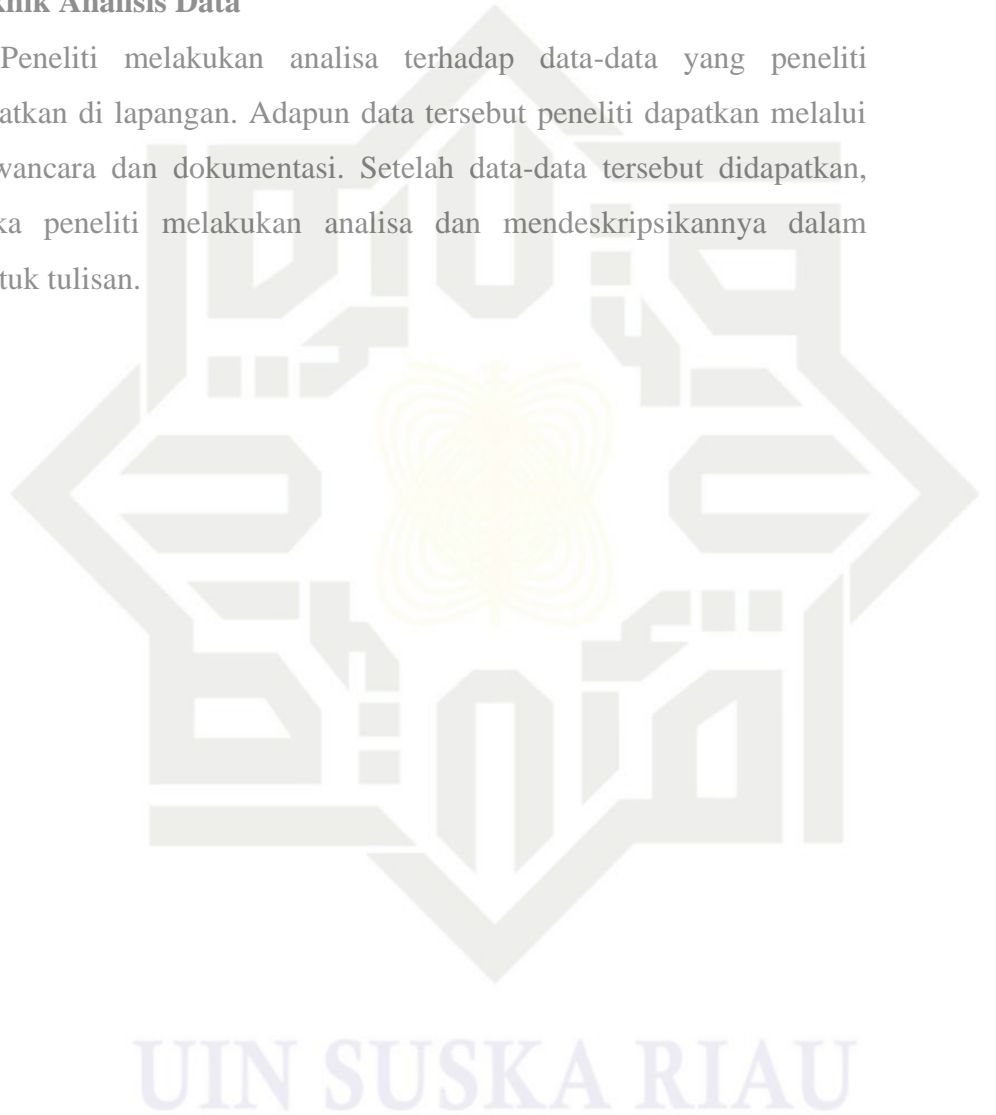 knik Analisis Data
Peneliti melakukan analisa terhadap data-data yang peneliti
atkan di lapangan. Adapun data tersebut peneliti dapatkan melalui
wancara dan dokumentasi. Setelah data-data tersebut didapatkan,
ka peneliti melakukan analisa dan mendeskripsikannya dalam
tuk tulisan.
UIN SUSKA RIAU